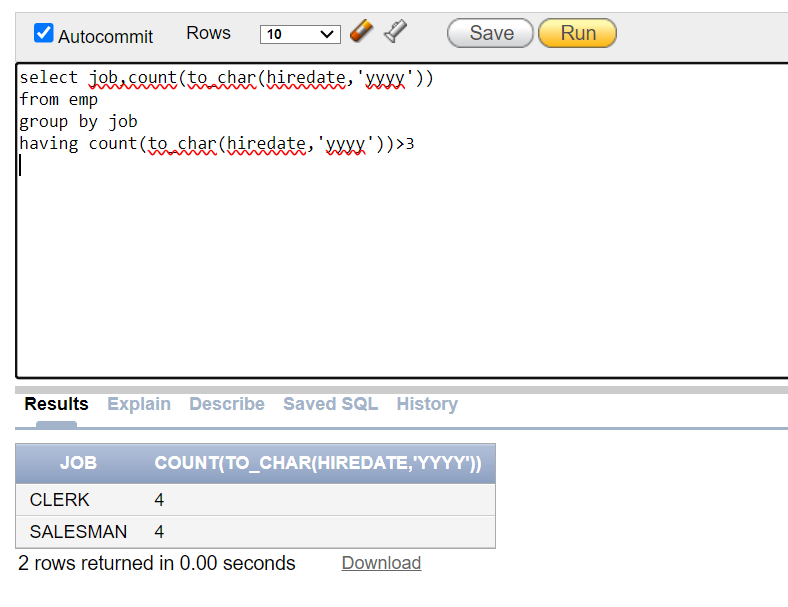 Autocommit Rows 10 Save Run
select job,count(to_char(hiredate,'yyyy'))
from emp
group by job
having count(to_char(hiredate,'yyyy'))>3
Results Explain Describe Saved SQL History
JOB COUNT(TO_CHAR(HIREDATE,'YYYY'))
CLERK 4
SALESMAN 4
2 rows returned in 0.00 seconds Download